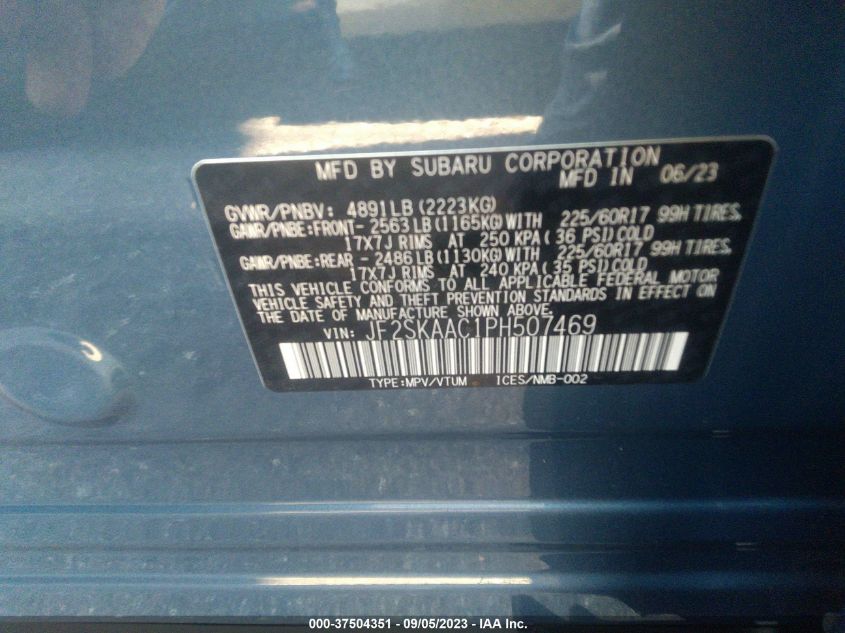 MFD BY SUBARU CORPORATION
MFD IN 06/23
GVWR/PNBV: 4891LB (2223KG)
GAWR/PNBE:FRONT- 2563LB(1165KG)WITH 225/60R17 99H TIRES,
17X7J RIMS AT 250 KPA( 36 PSI)COLD
GAWR/PNBE:REAR - 2486LB(1130KG)WITH 225/60R17 99H TIRES,
17X7J RIMS AT 240 KPA( 35 PSI)COLD
THIS VEHICLE CONFORMS TO ALL APPLICABLE FEDERAL MOTOR
VEHICLE SAFETY AND THEFT PREVENTION STANDARDS IN EFFECT ON
THE DATE OF MANUFACTURE SHOWN ABOVE.
VIN: JF2SKAAC1PH507469
TYPE:MPV/VTUM ICES/NMB-002
000-37504351 - 09/05/2023 - IAA Inc.